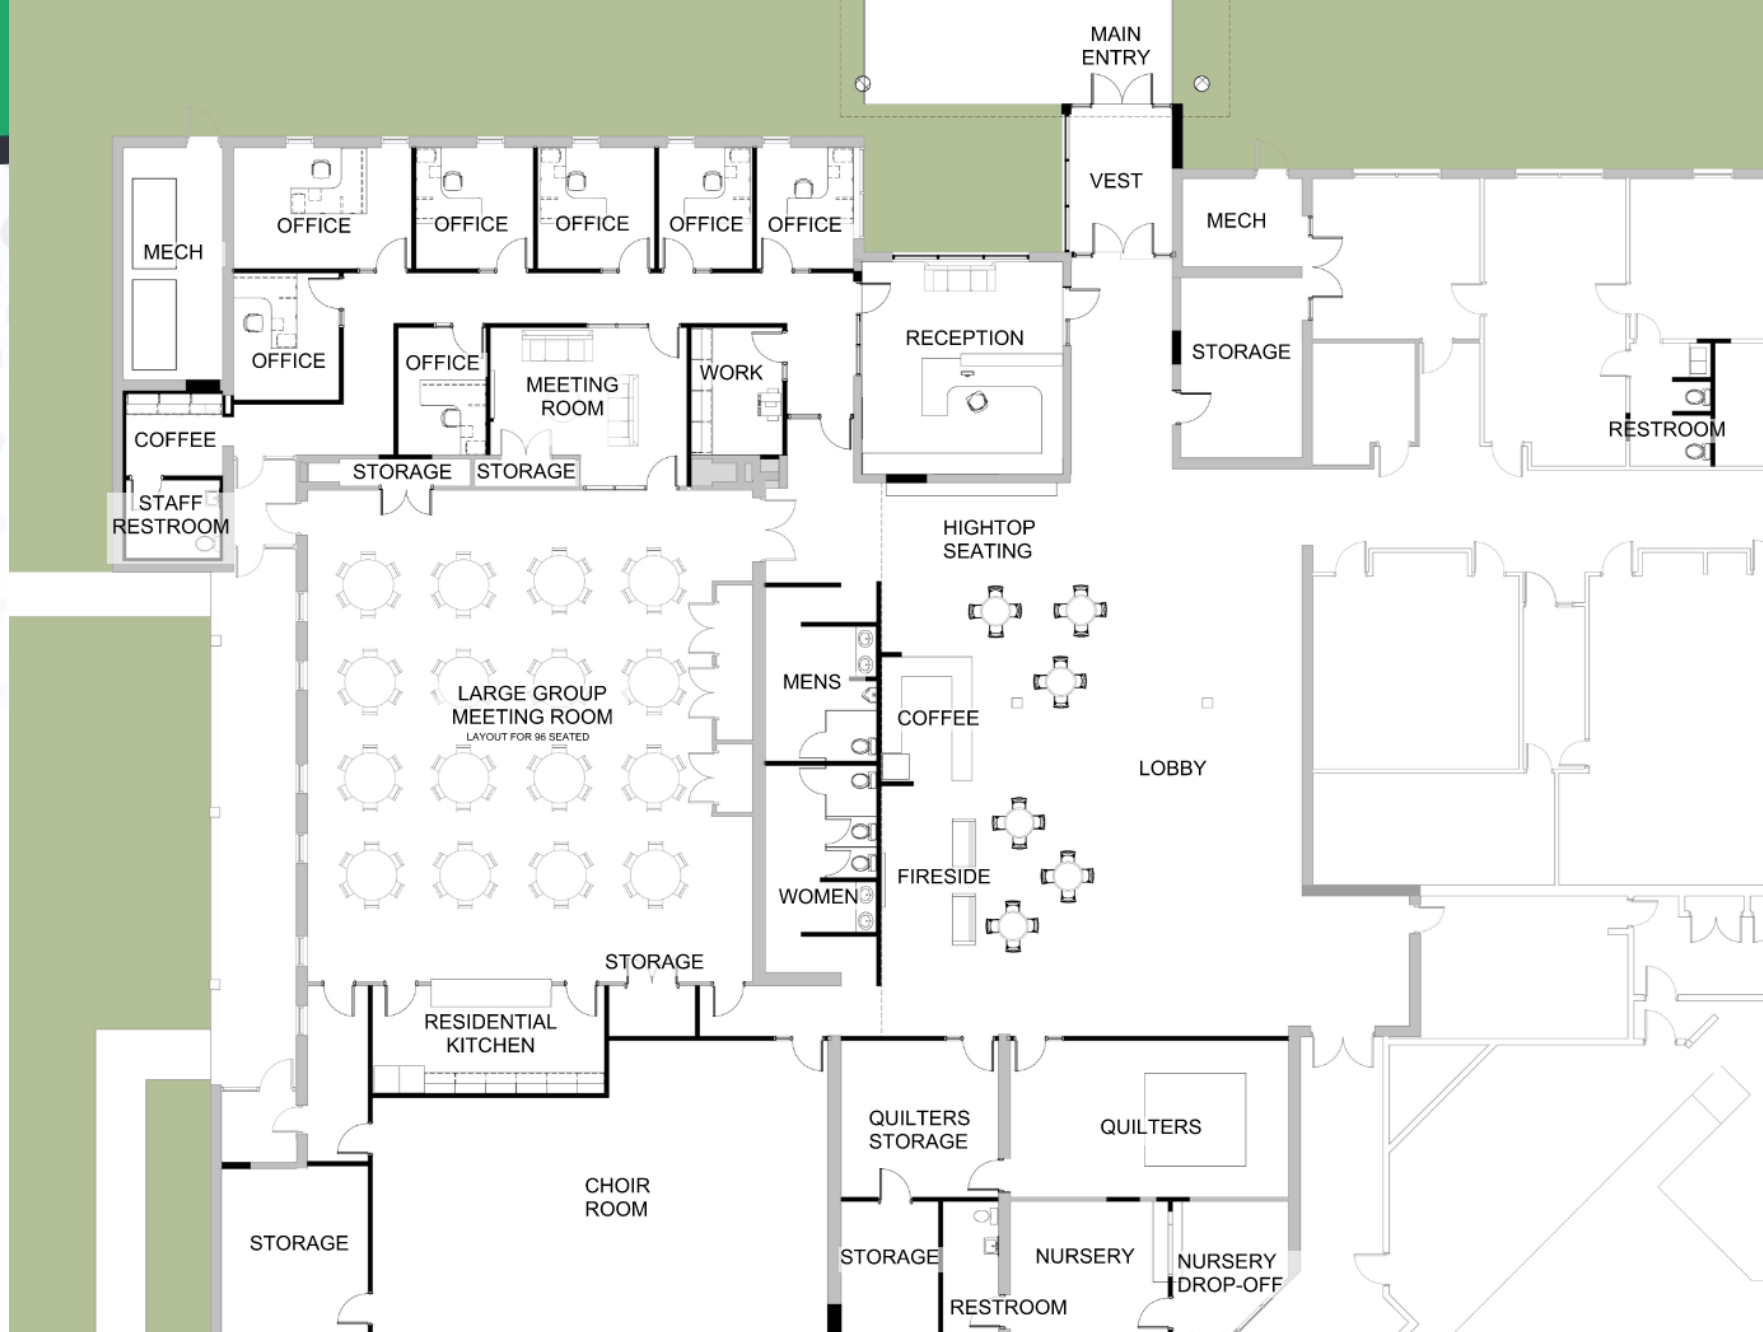 MAIN
ENTRY
VEST
MECH
OFFICE
OFFICE
OFFICE
OFFICE
OFFICE
MECH
RECEPTION
STORAGE
OFFICE
OFFICE
MEETING
ROOM
WORK
COFFEE
STORAGE
STORAGE
RESTROOM
STAFF
RESTROOM
HIGHTOP
SEATING
LARGE GROUP
MEETING ROOM
LAYOUT FOR 96 SEATED
MENS
COFFEE
LOBBY
WOMEN
FIRESIDE
STORAGE
RESIDENTIAL
KITCHEN
QUILTERS
STORAGE
QUILTERS
CHOIR
ROOM
STORAGE
STORAGE
NURSERY
NURSERY
DROP-OFF
RESTROOM